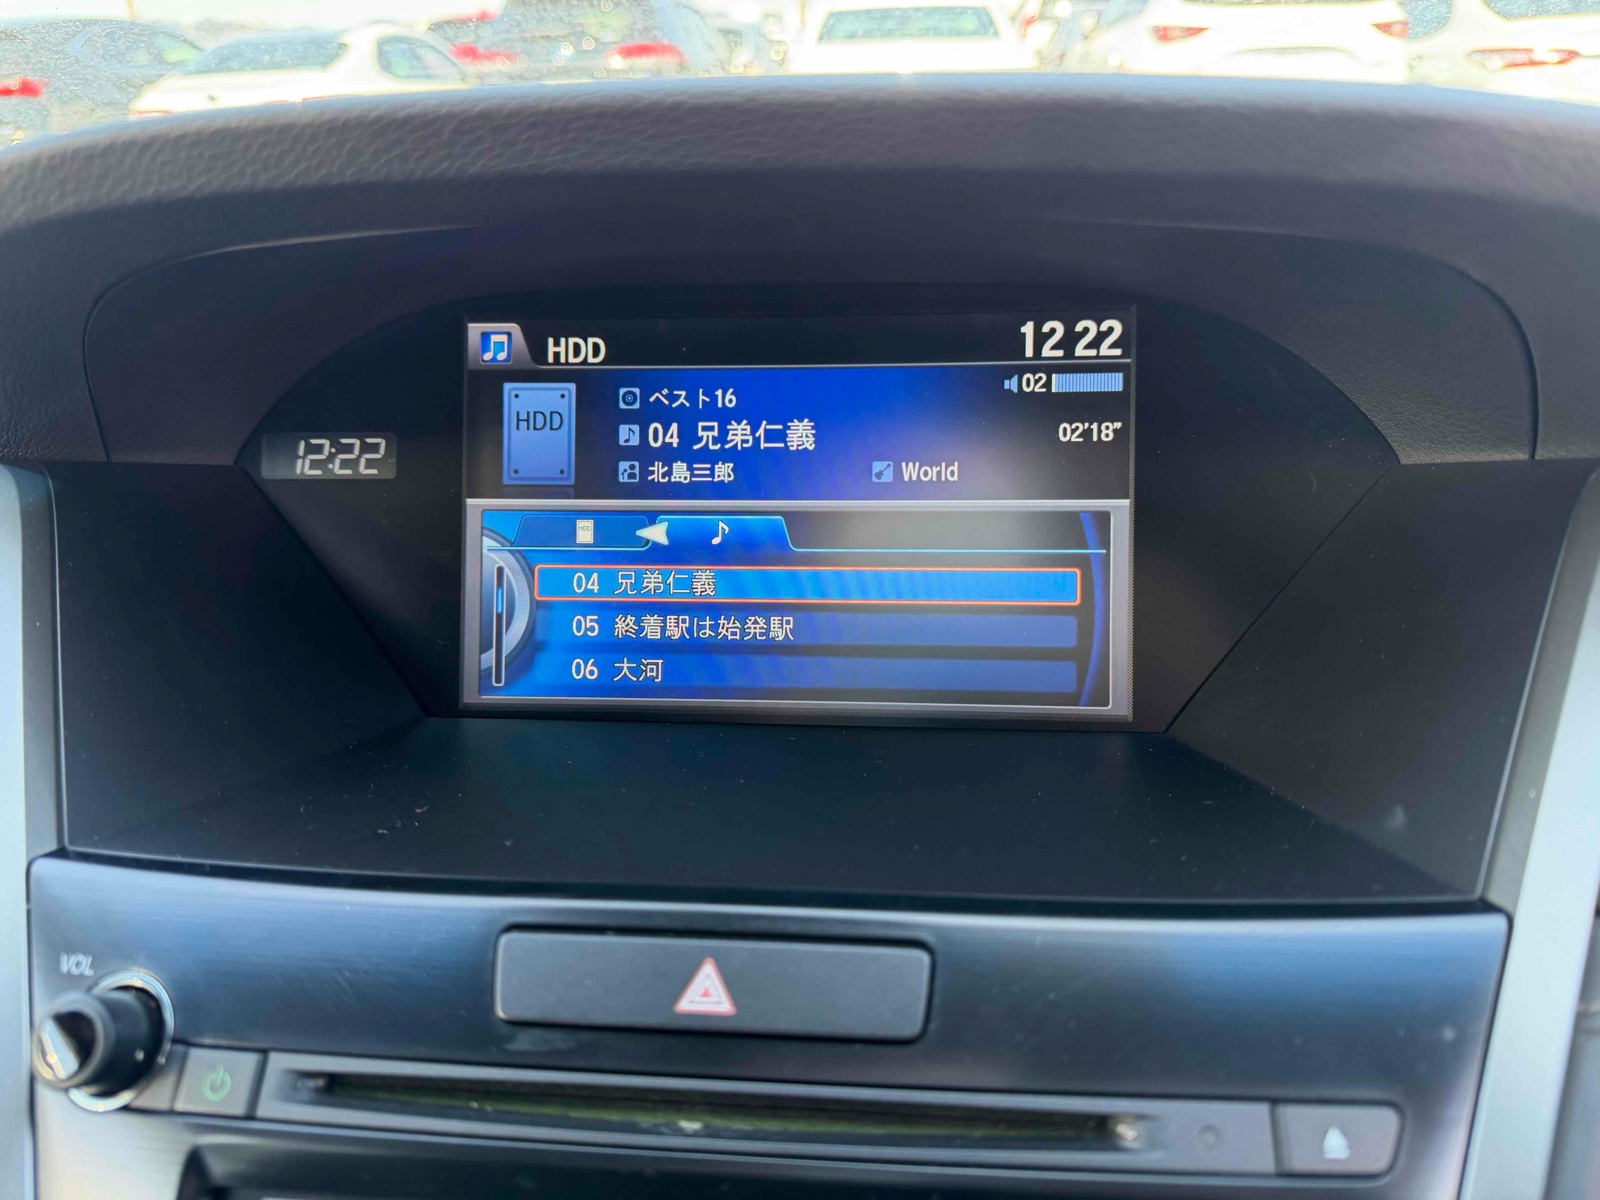 HDD
12 22
HDD
ベスト16
02
04 兄弟仁義
02'18"
北島三郎
World
12:22
HDD
04 兄弟仁義
05 終着駅は始発駅
06 大河
VOL